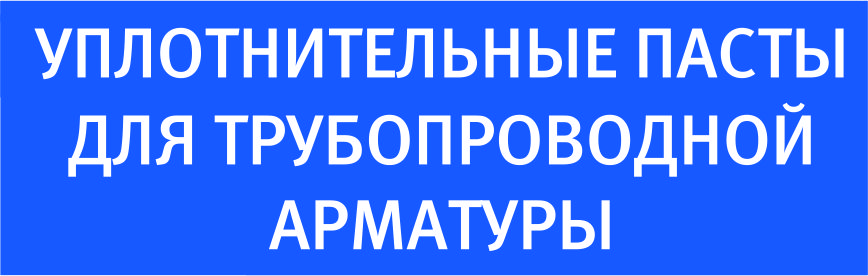 УПЛОТНИТЕЛЬНЫЕ ПАСТЫ
ДЛЯ ТРУБОПРОВОДНОЙ
АРМАТУРЫ